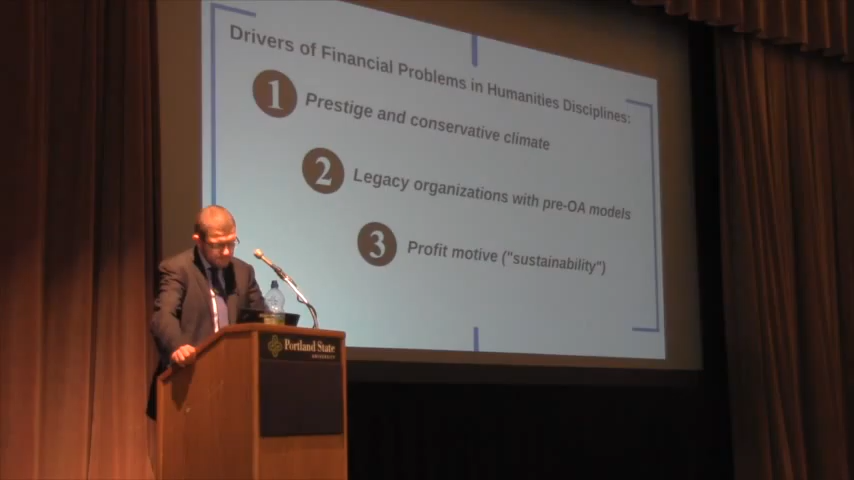 Drivers of Financial Problems in Humanities Disciplines:
1 Prestige and conservative climate
2 Legacy organizations with pre-OA models
3 Profit motive ("sustainability")
Portland State
UNIVERSITY